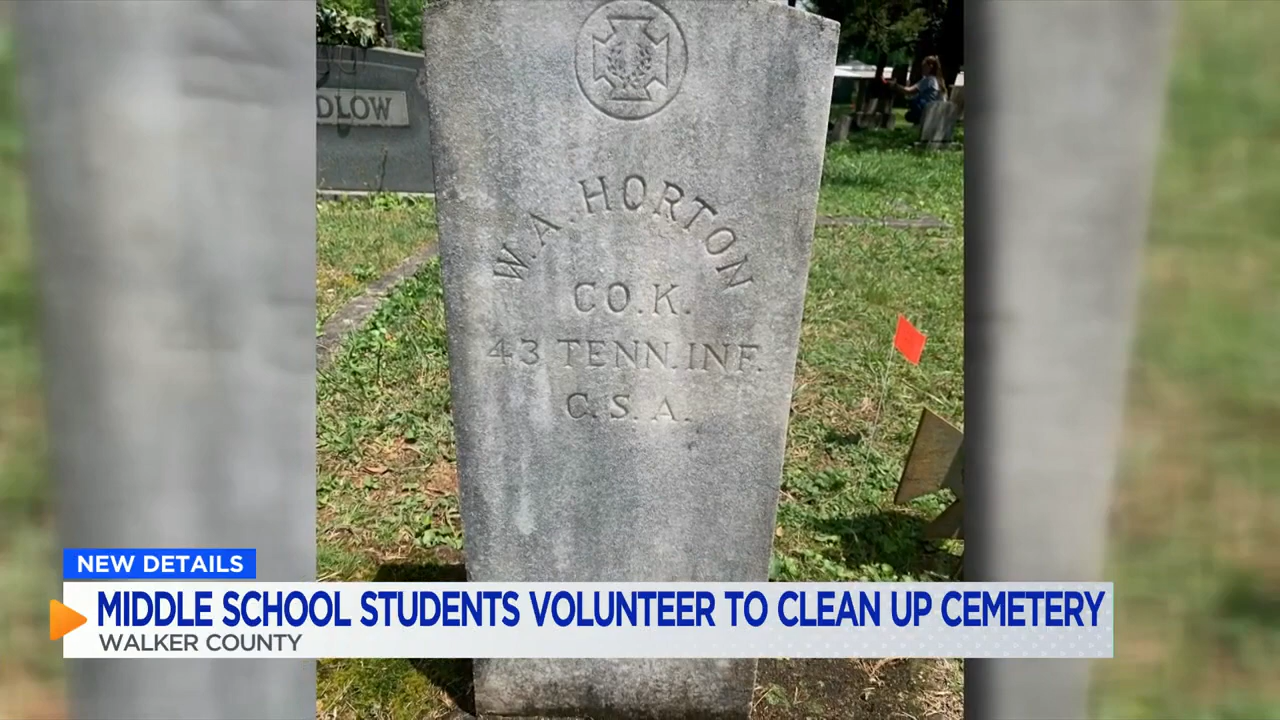 DLOW
W. A. HORTON
CO. K.
43 TENN. INF.
C. S. A.
NEW DETAILS
MIDDLE SCHOOL STUDENTS VOLUNTEER TO CLEAN UP CEMETERY
WALKER COUNTY